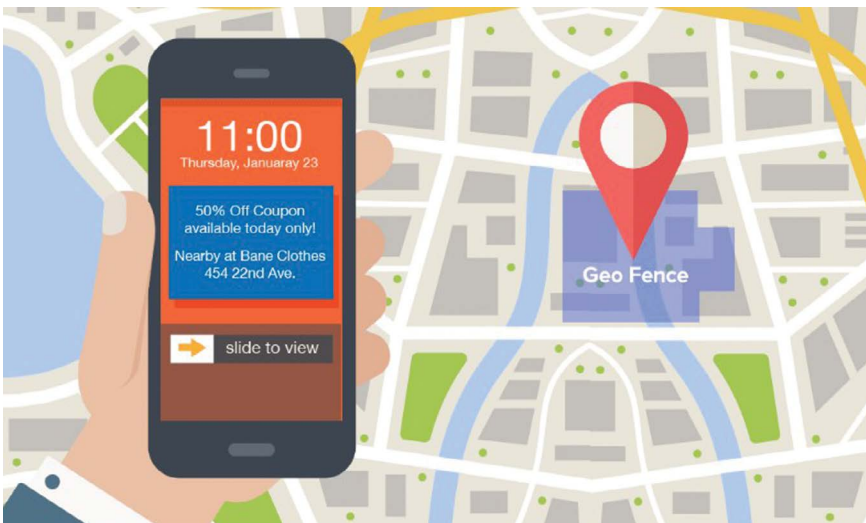 11:00
Thursday, Januaray 23
50% Off Coupon
available today only!
Nearby at Bane Clothes
454 22nd Ave.
slide to view
Geo Fence